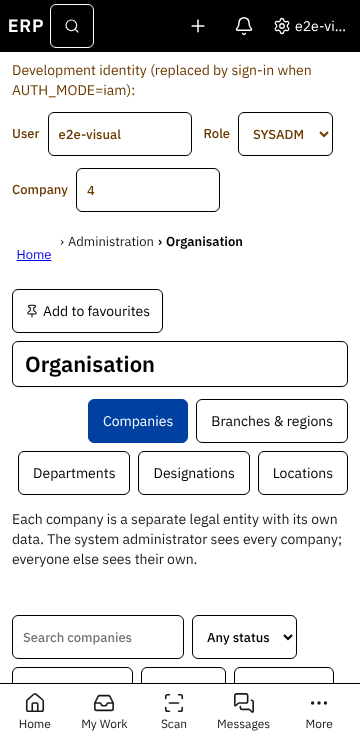 ERP e2e-vi...
Development identity (replaced by sign-in when
AUTH_MODE=iam):
User e2e-visual Role SYSADM
Company 4
Home › Administration › Organisation
Add to favourites
Organisation
Companies Branches & regions
Departments Designations Locations
Each company is a separate legal entity with its own
data. The system administrator sees every company;
everyone else sees their own.
Search companies Any status
Home My Work Scan Messages More